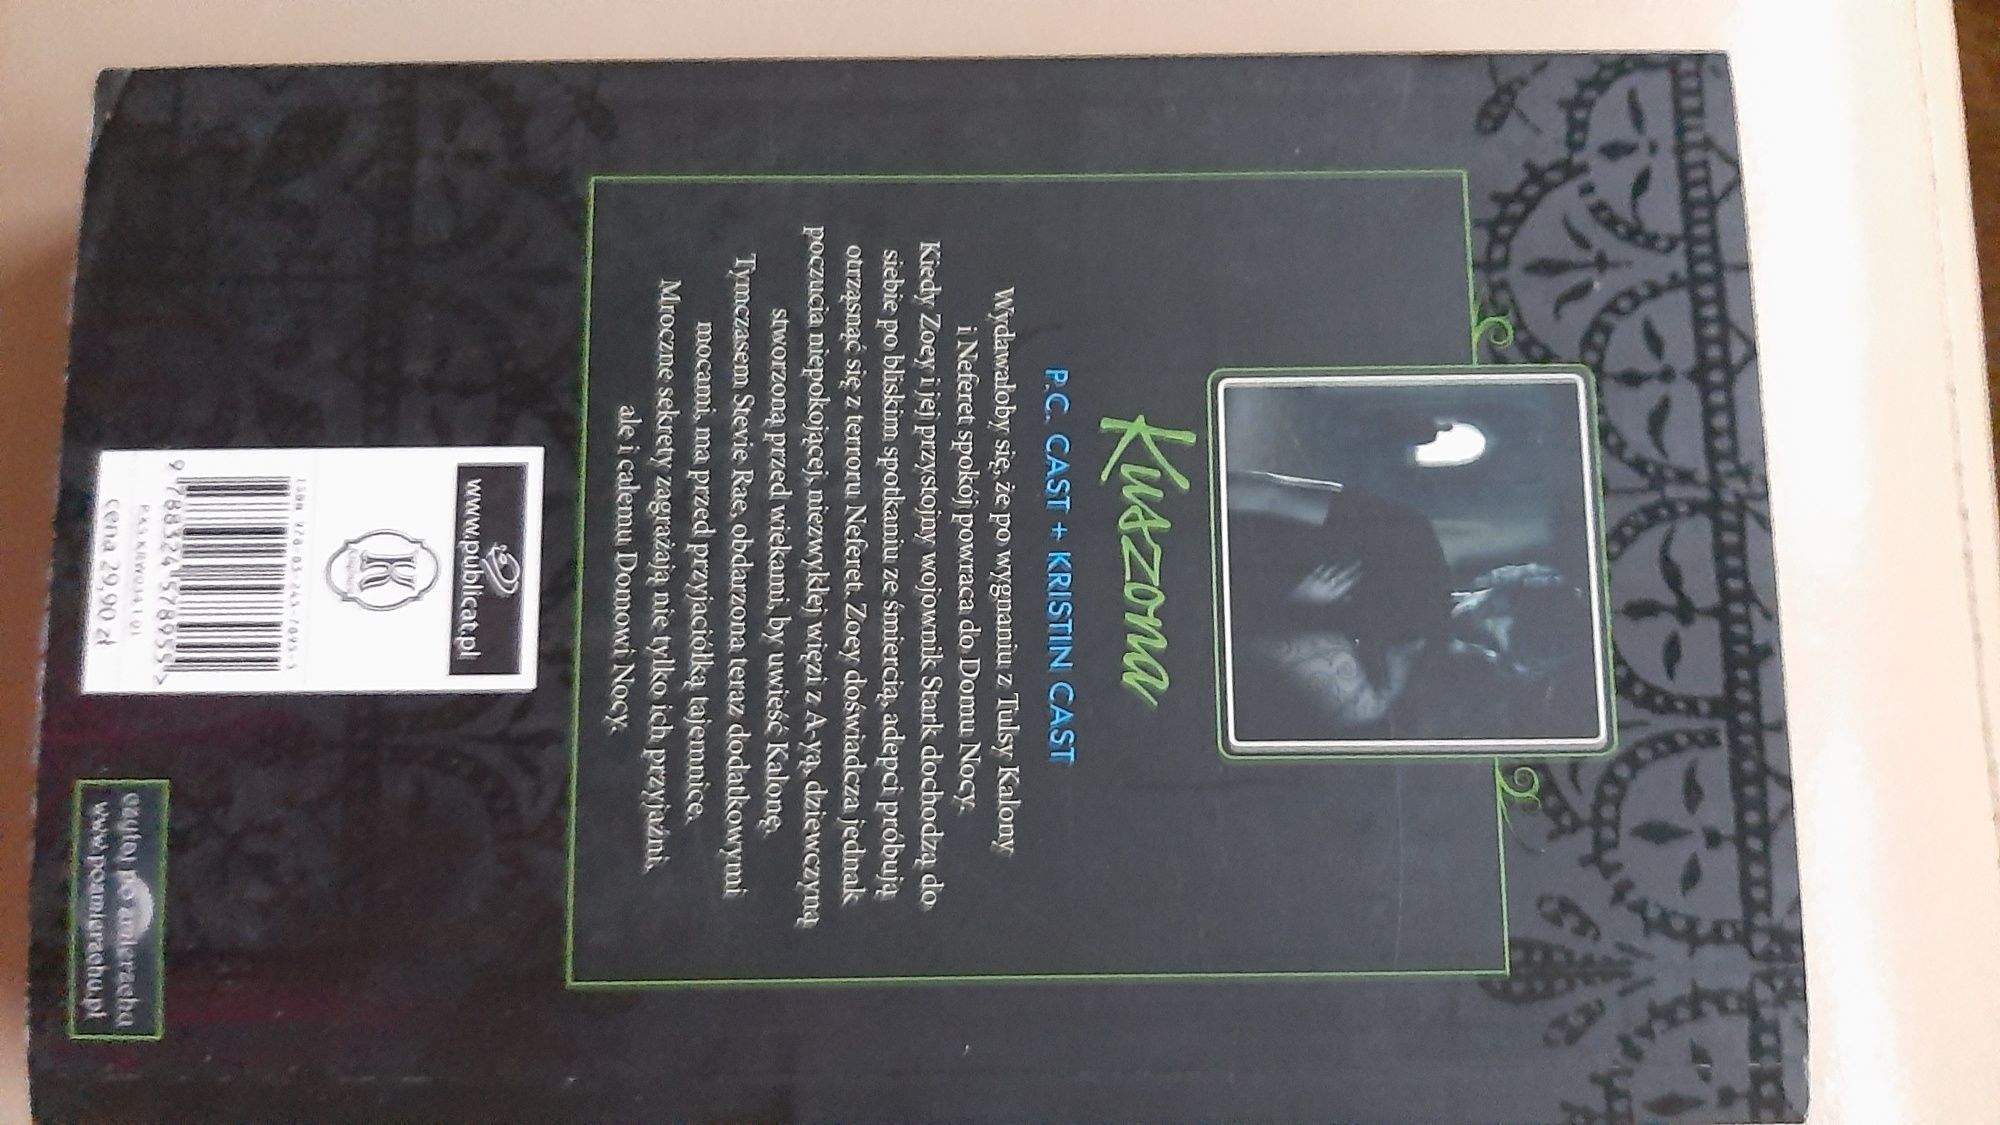 Kuszona
P.C. CAST + KRISTIN CAST
Wydawałoby się, że po wygnaniu z Tulsy Kalony
i Neferet spokój powraca do Domu Nocy.
Kiedy Zoey i jej przystojny wojownik Stark dochodzą do
siebie po bliskim spotkaniu ze śmiercią, adepci próbują
otrząsnąć się z terroru Neferet. Zoey doświadcza jednak
poczucia niepokojącej, niezwykłej więzi z A-yą, dziewczyną
stworzoną przed wiekami, by uwieść Kalonę.
Tymczasem Stevie Rae, obdarzona teraz dodatkowymi
mocami, ma przed przyjaciółką tajemnice.
Mroczne sekrety zagrażają nie tylko ich przyjaźni,
ale i całemu Domowi Nocy.
www.publicat.pl
K
ISBN
9 788324 578955 >
cena 29,90 zł
czytaj po zmierzchu
www.pozmierzchu.pl